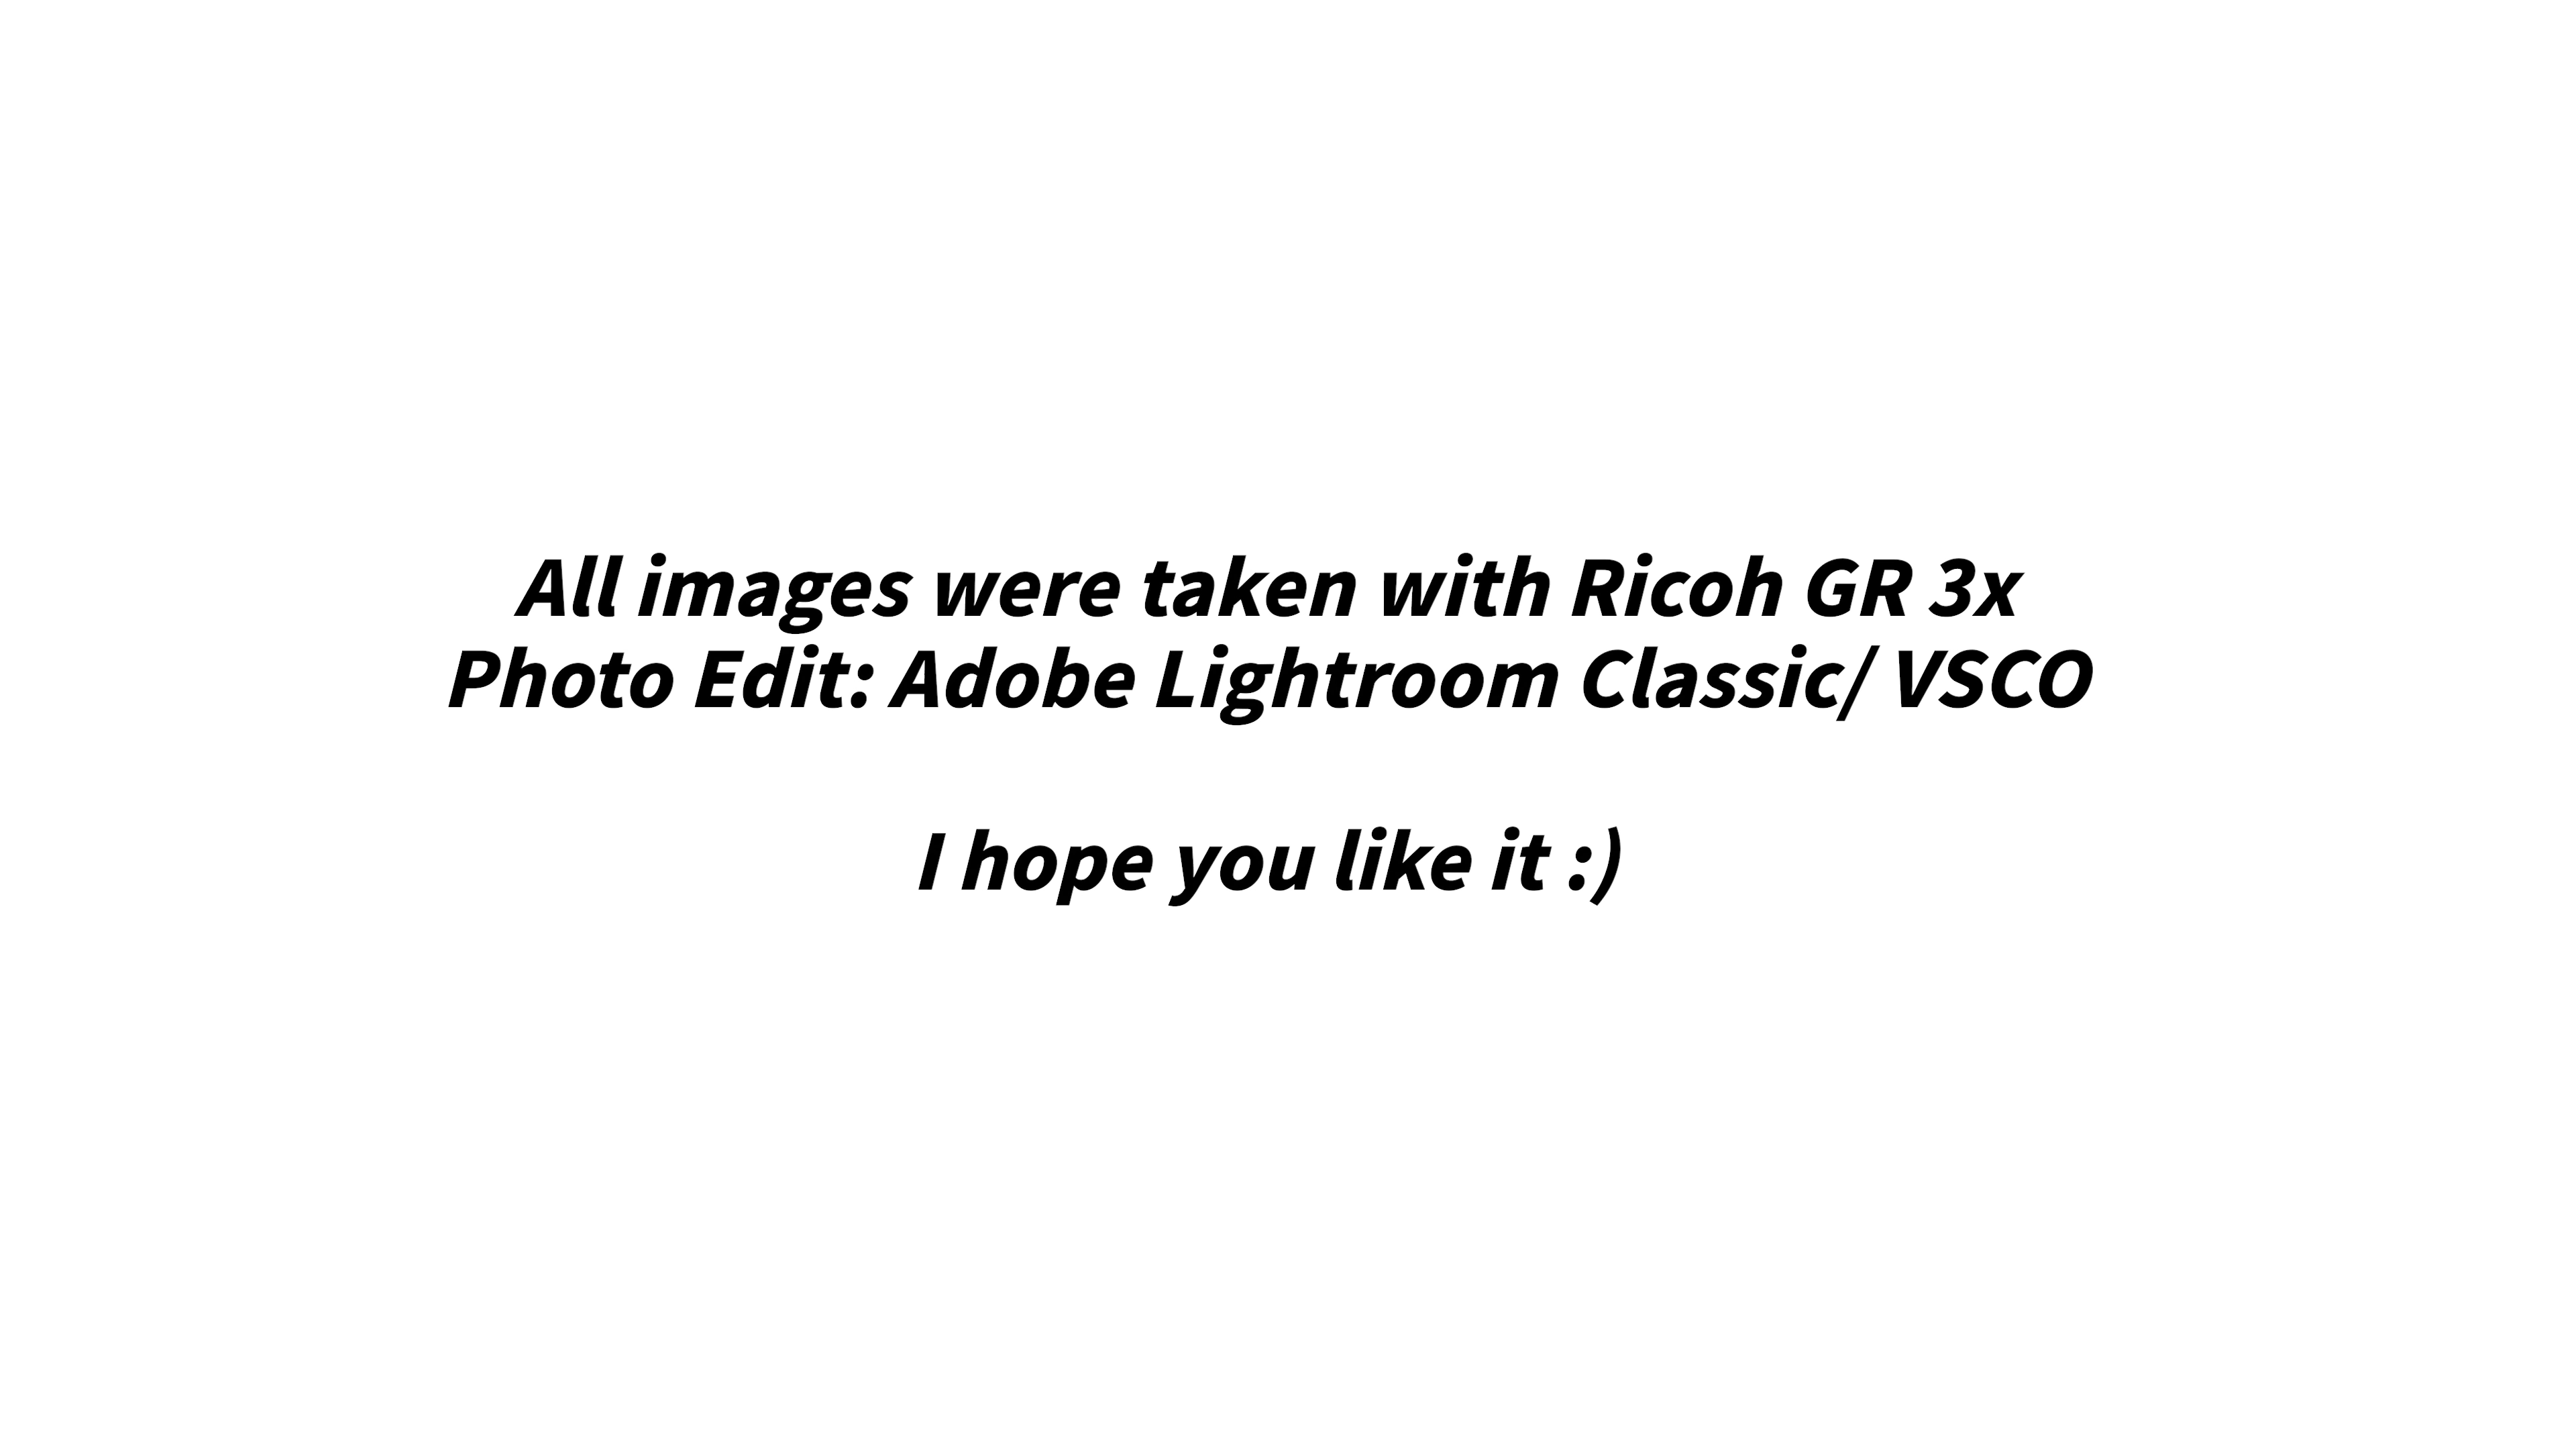 All images were taken with Ricoh GR 3x
Photo Edit: Adobe Lightroom Classic/ VSCO
I hope you like it :)